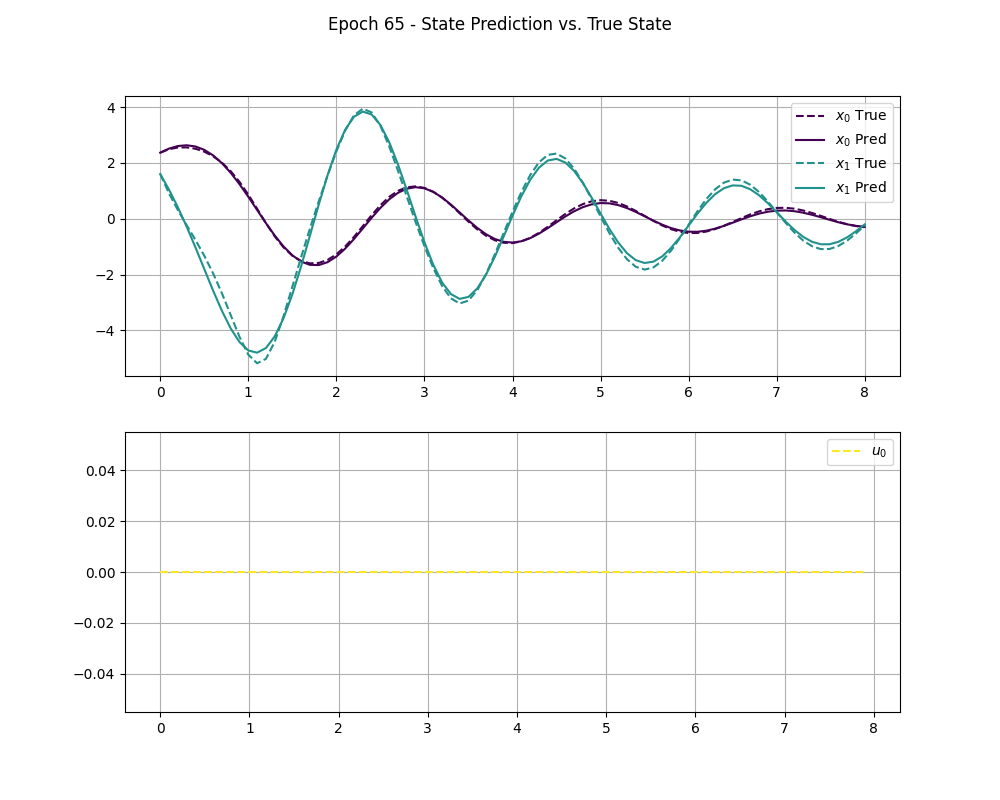 Epoch 65 - State Prediction vs. True State
4
2
0
−2
−4
x₀ True
x₀ Pred
x₁ True
x₁ Pred
0 1 2 3 4 5 6 7 8
0.04
0.02
0.00
−0.02
−0.04
u₀
0 1 2 3 4 5 6 7 8